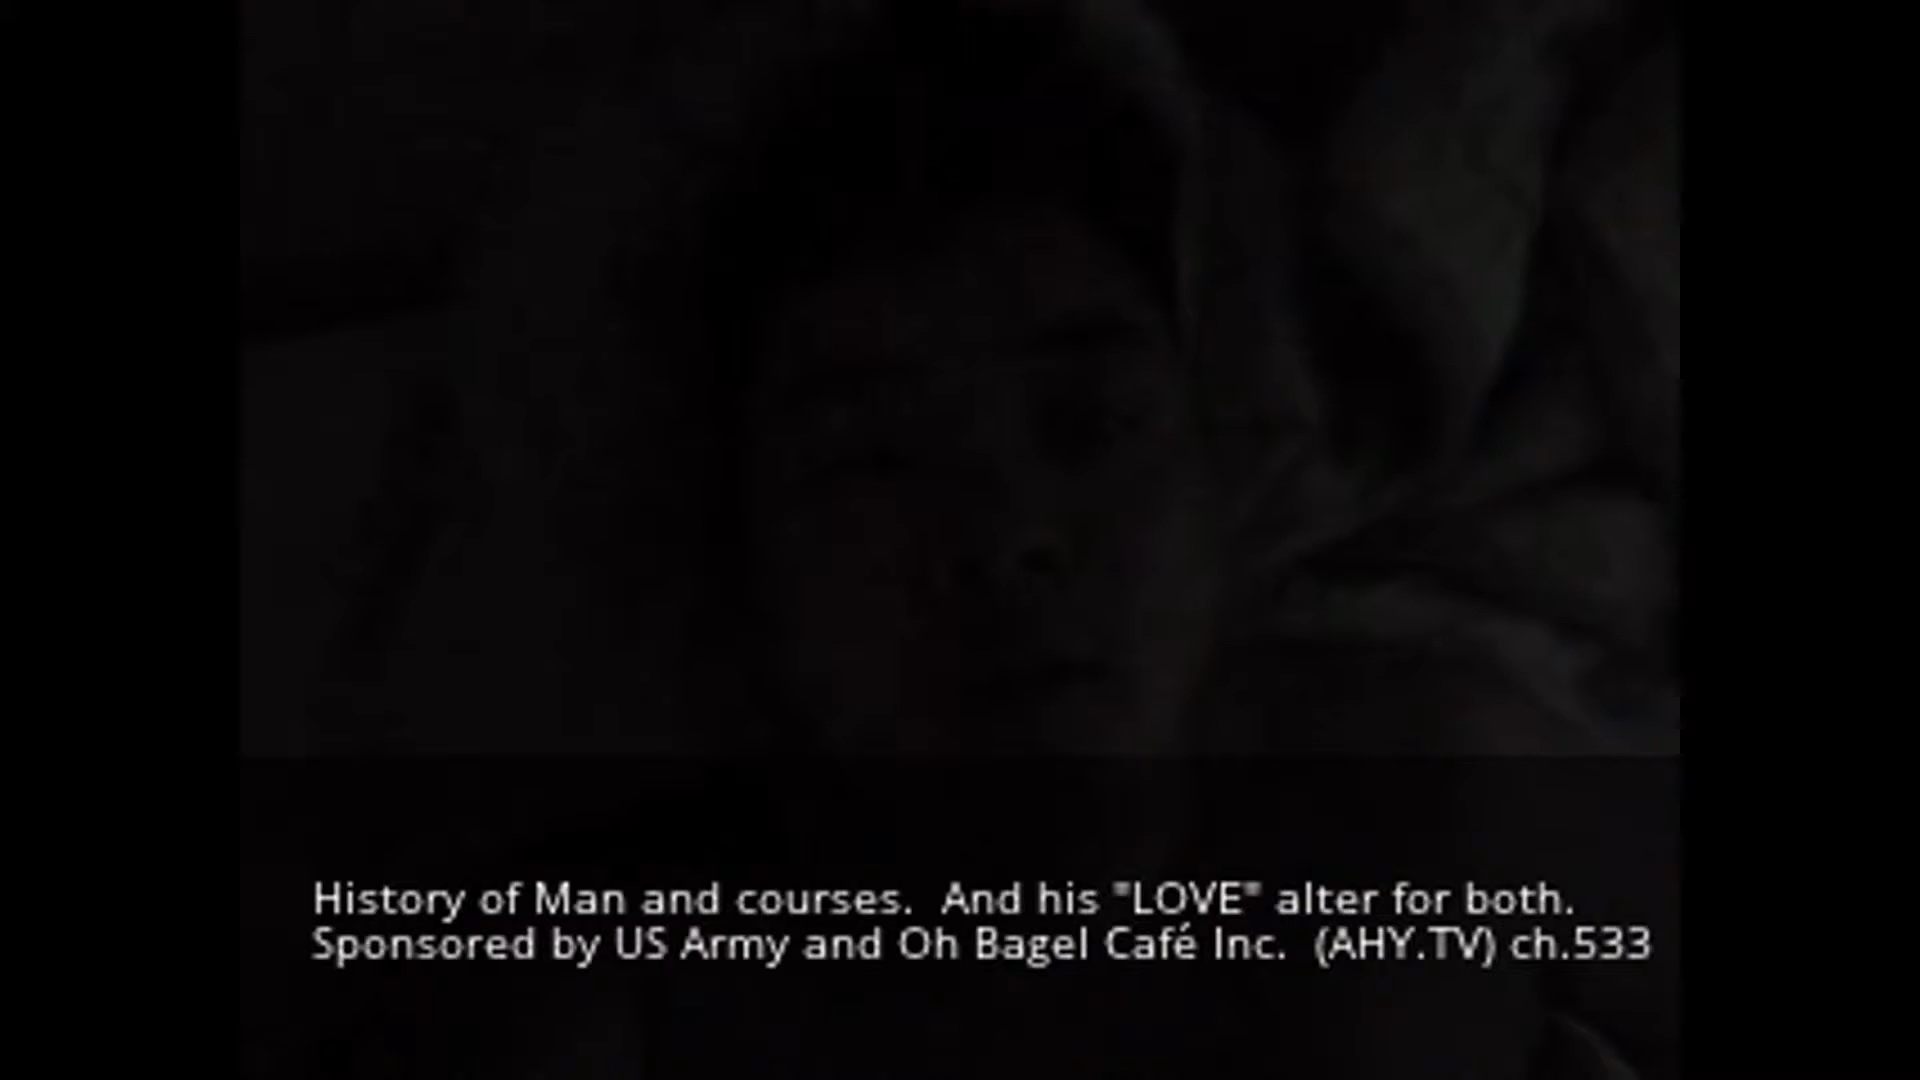 History of Man and courses.  And his "LOVE" alter for both.
Sponsored by US Army and Oh Bagel Café Inc.  (AHY.TV) ch.533